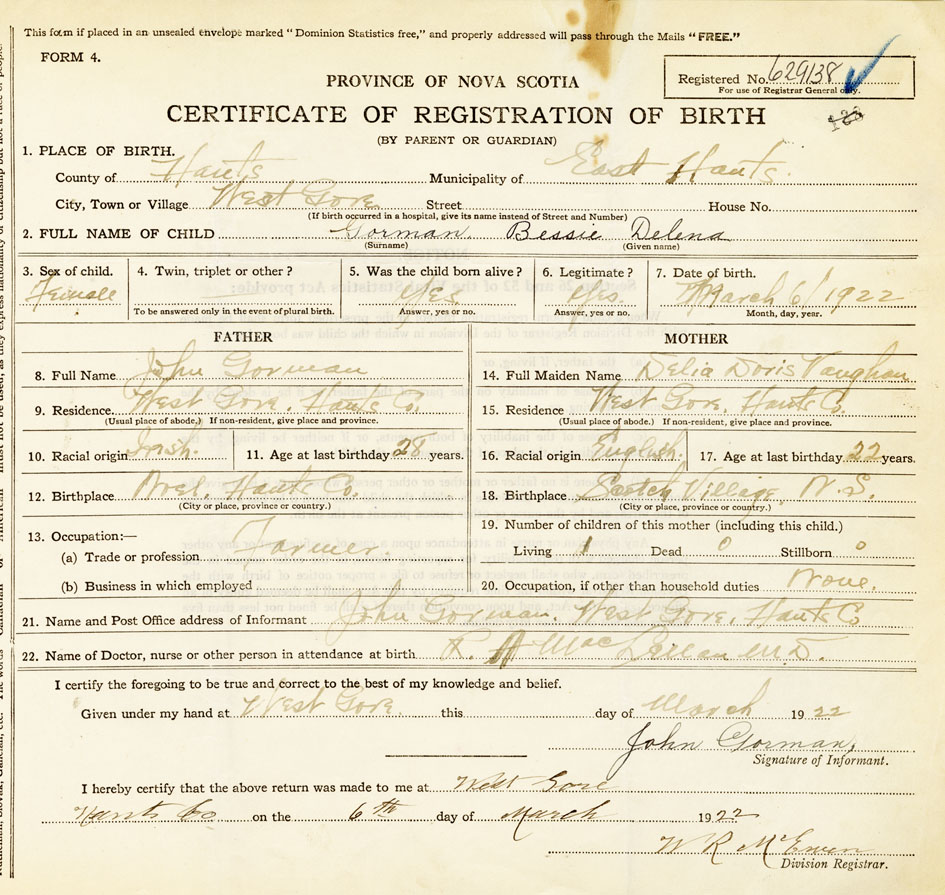 This form if placed in an unsealed envelope marked "Dominion Statistics free," and properly addressed will pass through the Mails "FREE."
FORM 4.
Registered No. 629138
For use of Registrar General only.
PROVINCE OF NOVA SCOTIA
CERTIFICATE OF REGISTRATION OF BIRTH
(BY PARENT OR GUARDIAN)
1. PLACE OF BIRTH.
County of Hants Municipality of East Hants.
City, Town or Village West Gore Street House No.
(If birth occurred in a hospital, give its name instead of Street and Number)
2. FULL NAME OF CHILD Gorman Bessie Delena
(Surname) (Given name)
3. Sex of child. 4. Twin, triplet or other? 5. Was the child born alive? 6. Legitimate? 7. Date of birth.
Female Yes Yes. March 6/1922
To be answered only in the event of plural birth. Answer, yes or no. Answer, yes or no. Month, day, year.
FATHER MOTHER
8. Full Name John Gorman 14. Full Maiden Name Delia Doris Vaughan
9. Residence West Gore, Hants Co. 15. Residence West Gore, Hants Co.
(Usual place of abode.) If non-resident, give place and province. (Usual place of abode.) If non-resident, give place and province.
10. Racial origin Irish. 11. Age at last birthday 28 years. 16. Racial origin English. 17. Age at last birthday 22 years.
12. Birthplace Noel, Hants Co. 18. Birthplace Scotch Village, N.S.
(City or place, province or country.) (City or place, province or country.)
13. Occupation:— 19. Number of children of this mother (including this child.)
(a) Trade or profession Farmer. Living 1 Dead 0 Stillborn 0
(b) Business in which employed 20. Occupation, if other than household duties None.
21. Name and Post Office address of Informant John Gorman, West Gore, Hants Co
22. Name of Doctor, nurse or other person in attendance at birth R. A. MacLellan M.D.
I certify the foregoing to be true and correct to the best of my knowledge and belief.
Given under my hand at West Gore this day of March 1922
John Gorman,
Signature of Informant.
I hereby certify that the above return was made to me at West Gore
Hants Co on the 6th day of March 1922
W R McEwen
Division Registrar.